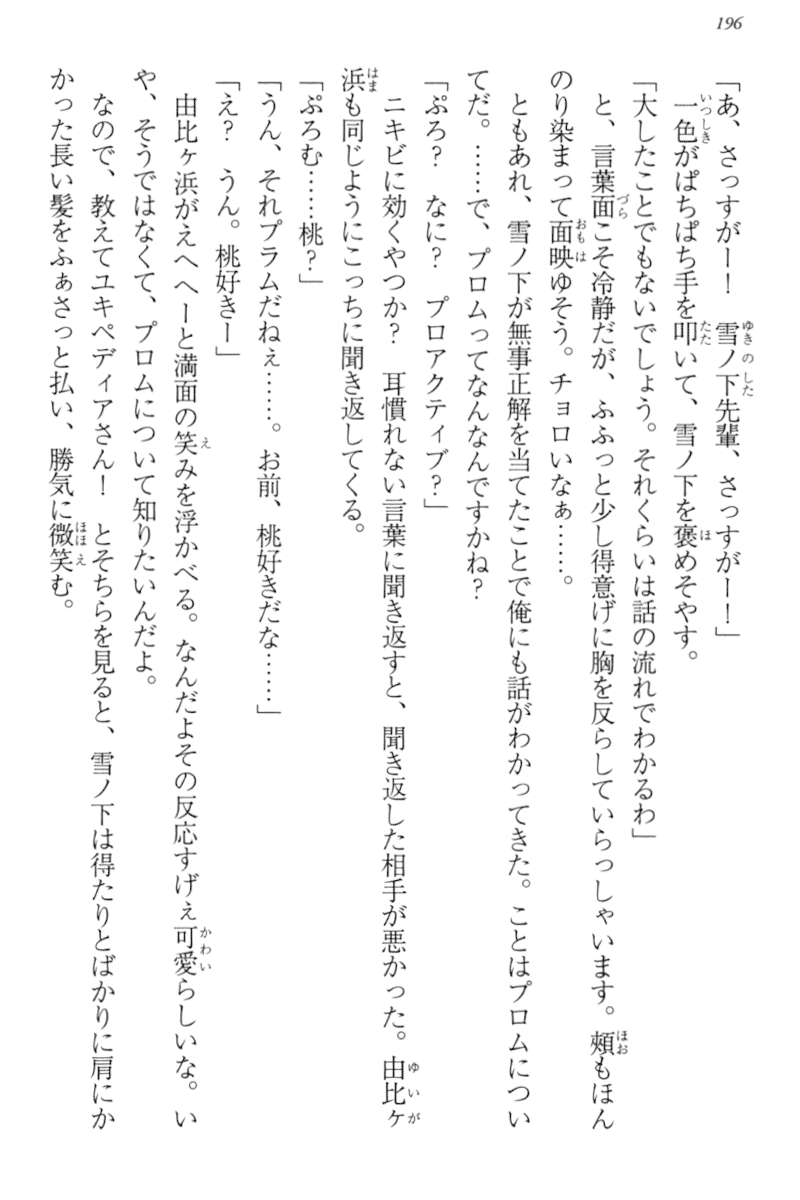 196
「あ、さっすがー！　雪ノ下先輩、さっすがー！」
　一色がぱちぱち手を叩いて、雪ノ下を褒めそやす。
「大したことでもないでしょう。それくらいは話の流れでわかるわ」
　と、言葉面こそ冷静だが、ふふっと少し得意げに胸を反らしていらっしゃいます。頰もほん
のり染まって面映ゆそう。チョロいなぁ……。
　ともあれ、雪ノ下が無事正解を当てたことで俺にも話がわかってきた。ことはプロムについ
てだ。……で、プロムってなんなんですかね？
「ぷろ？　なに？　プロアクティブ？」
　ニキビに効くやつか？　耳慣れない言葉に聞き返すと、聞き返した相手が悪かった。由比ヶ
浜も同じようにこっちに聞き返してくる。
「ぷろむ……桃？」
「うん、それプラムだねぇ……。お前、桃好きだな……」
「え？　うん。桃好きー」
　由比ヶ浜がえへへーと満面の笑みを浮かべる。なんだよその反応すげぇ可愛らしいな。い
や、そうではなくて、プロムについて知りたいんだよ。
　なので、教えてユキペディアさん！　とそちらを見ると、雪ノ下は得たりとばかりに肩にか
かった長い髪をふぁさっと払い、勝気に微笑む。